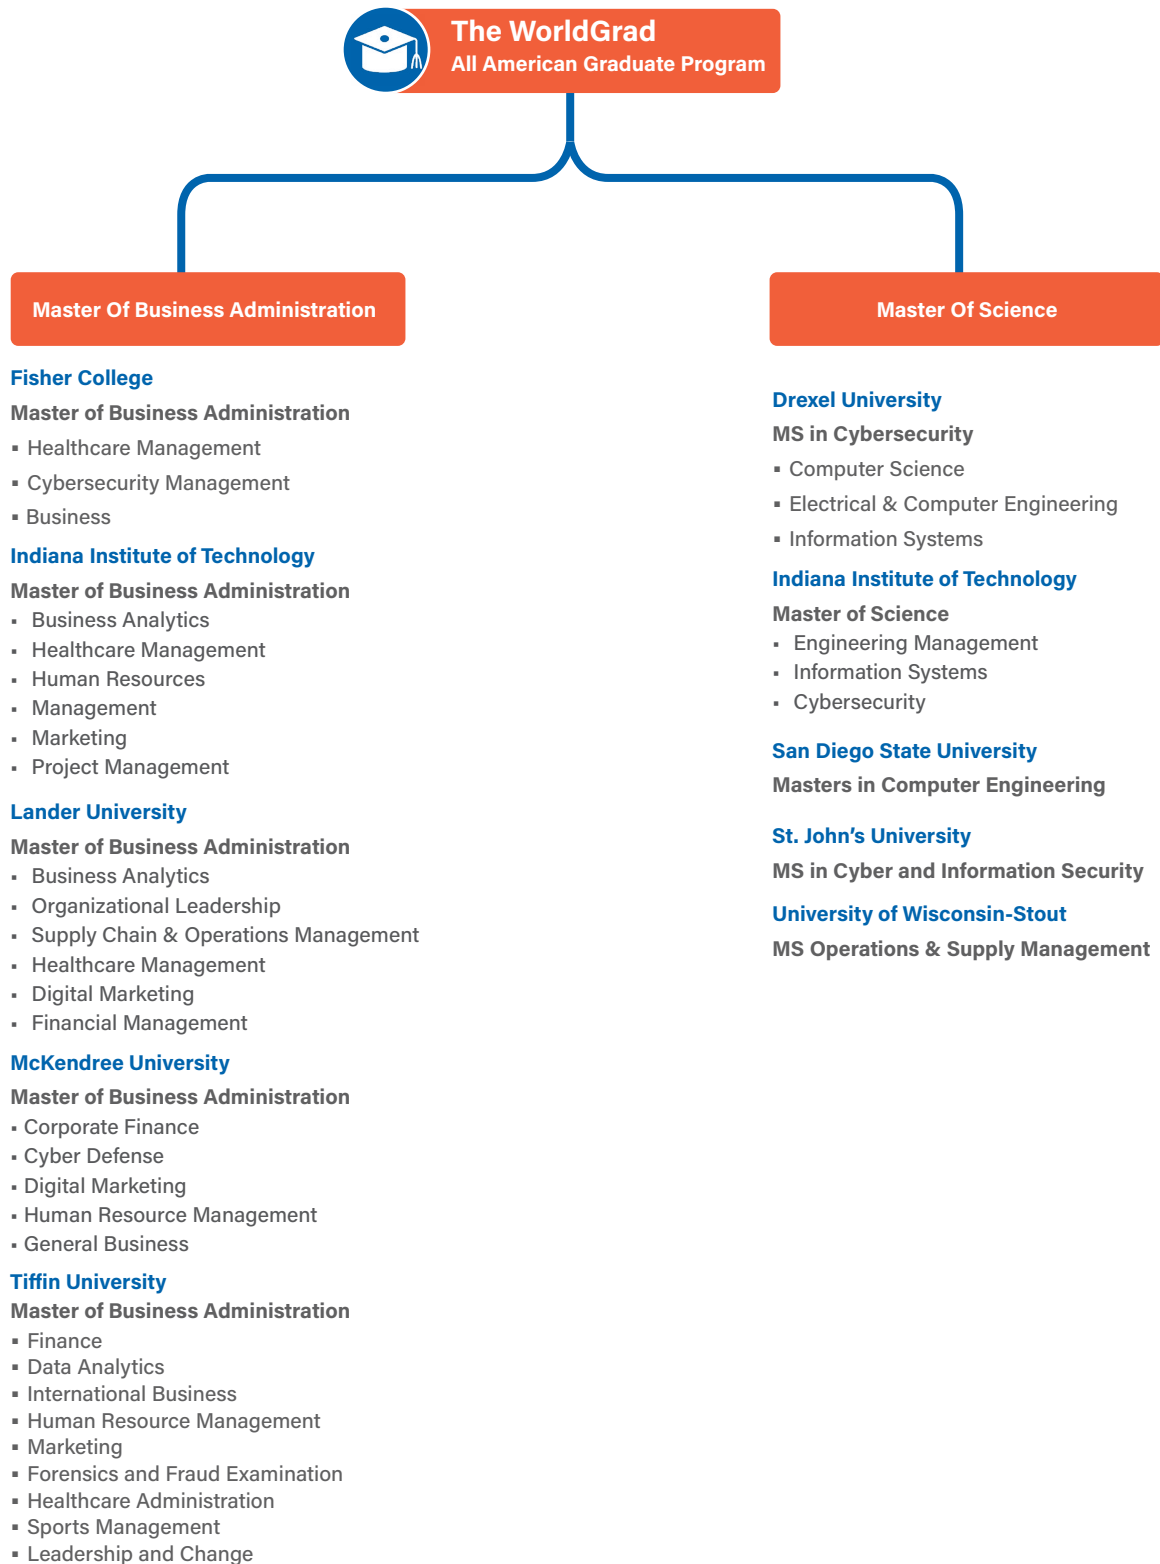 The WorldGrad
All American Graduate Program
Master Of Business Administration
Fisher College
Master of Business Administration
▪ Healthcare Management
▪ Cybersecurity Management
▪ Business
Indiana Institute of Technology
Master of Business Administration
▪ Business Analytics
▪ Healthcare Management
▪ Human Resources
▪ Management
▪ Marketing
▪ Project Management
Lander University
Master of Business Administration
▪ Business Analytics
▪ Organizational Leadership
▪ Supply Chain & Operations Management
▪ Healthcare Management
▪ Digital Marketing
▪ Financial Management
McKendree University
Master of Business Administration
▪ Corporate Finance
▪ Cyber Defense
▪ Digital Marketing
▪ Human Resource Management
▪ General Business
Tiffin University
Master of Business Administration
▪ Finance
▪ Data Analytics
▪ International Business
▪ Human Resource Management
▪ Marketing
▪ Forensics and Fraud Examination
▪ Healthcare Administration
▪ Sports Management
▪ Leadership and Change
Master Of Science
Drexel University
MS in Cybersecurity
▪ Computer Science
▪ Electrical & Computer Engineering
▪ Information Systems
Indiana Institute of Technology
Master of Science
▪ Engineering Management
▪ Information Systems
▪ Cybersecurity
San Diego State University
Masters in Computer Engineering
St. John’s University
MS in Cyber and Information Security
University of Wisconsin-Stout
MS Operations & Supply Management